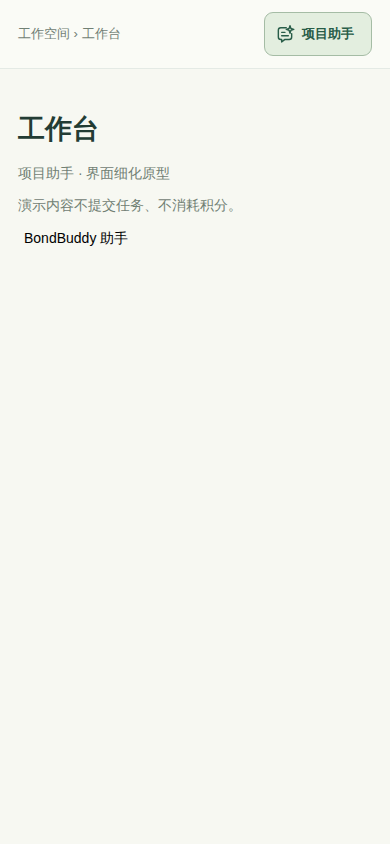 工作空间 › 工作台
项目助手
工作台
项目助手 · 界面细化原型
演示内容不提交任务、不消耗积分。
BondBuddy 助手